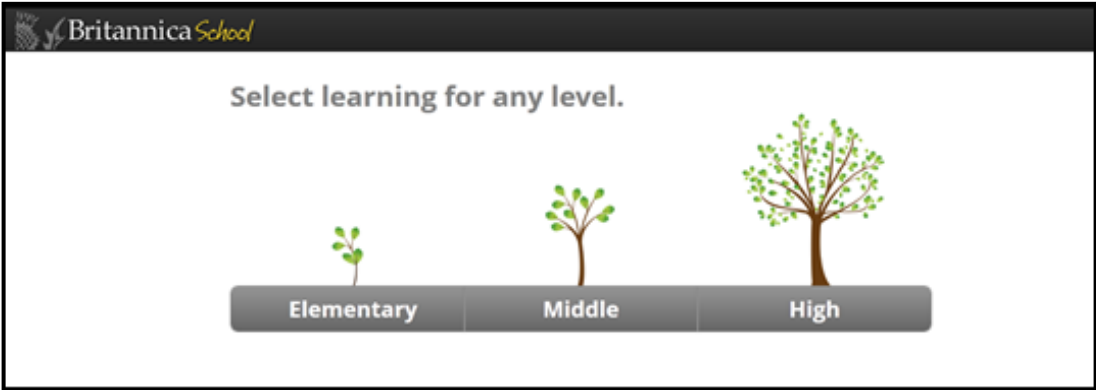 Britannica School
Select learning for any level.
Elementary Middle High